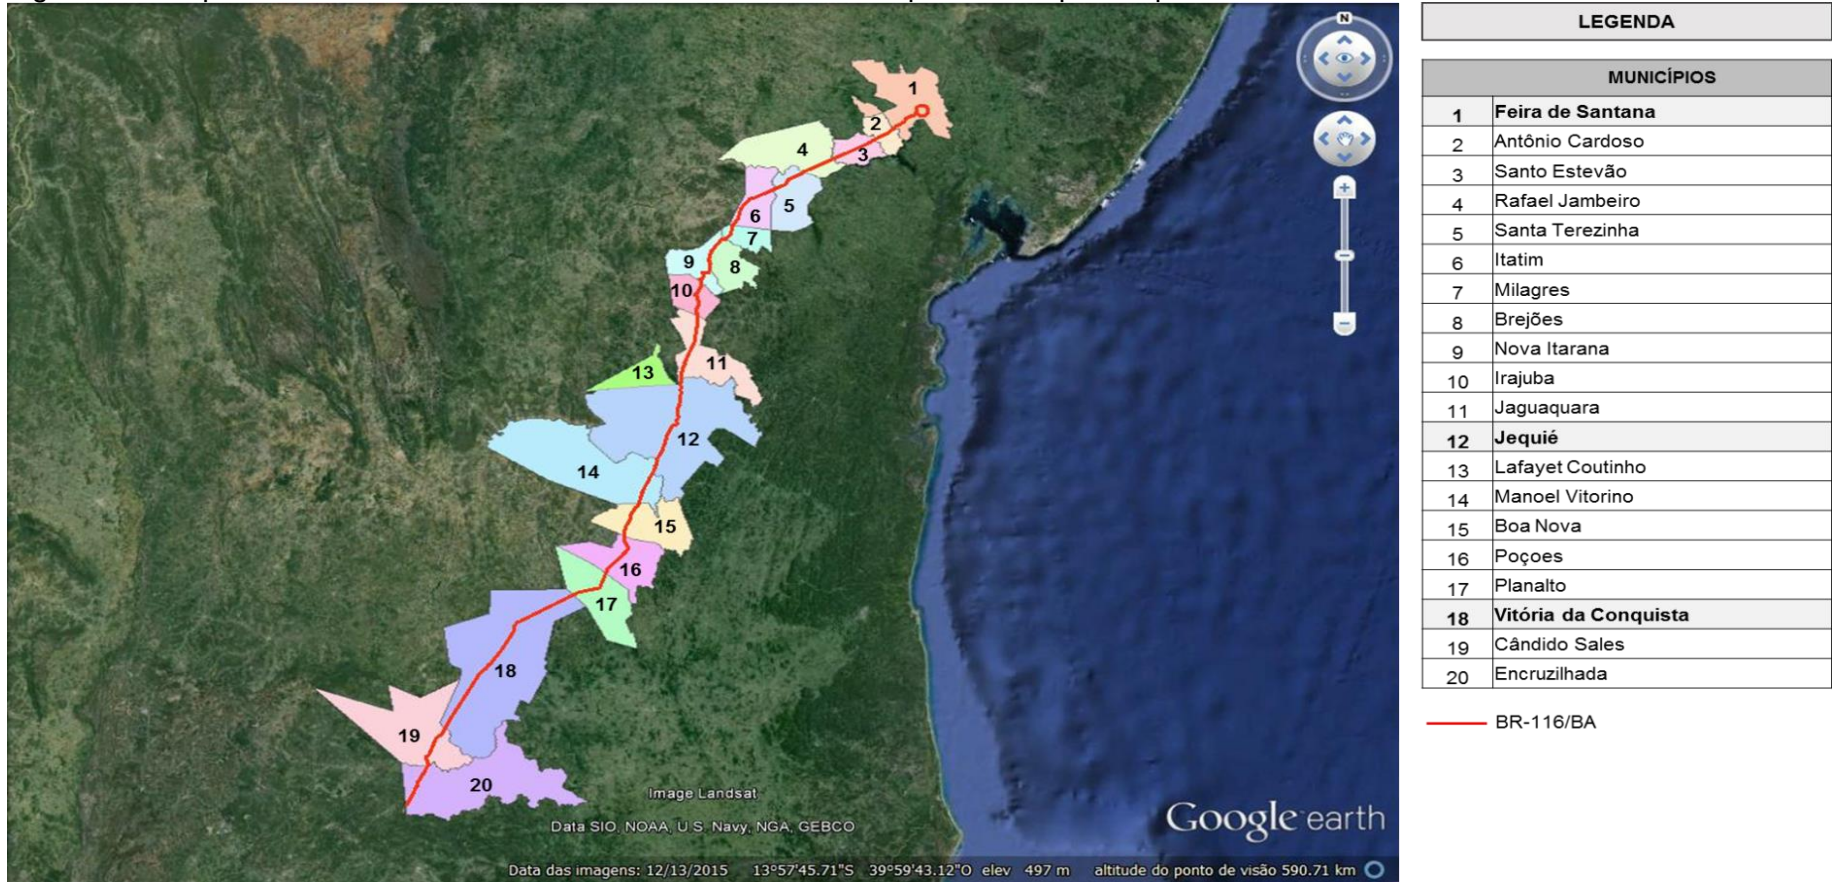 N
1
2
3
4
5
6
7
8
9
10
11
12
13
14
15
16
17
18
19
20
Image Landsat
Data SIO, NOAA, U.S. Navy, NGA, GEBCO
Google earth
Data das imagens: 12/13/2015 13°57'45.71"S 39°59'43.12"O elev 497 m altitude do ponto de visão 590.71 km
LEGENDA
MUNICÍPIOS
1 Feira de Santana
2 Antônio Cardoso
3 Santo Estevão
4 Rafael Jambeiro
5 Santa Terezinha
6 Itatim
7 Milagres
8 Brejões
9 Nova Itarana
10 Irajuba
11 Jaguaquara
12 Jequié
13 Lafayet Coutinho
14 Manoel Vitorino
15 Boa Nova
16 Poçoes
17 Planalto
18 Vitória da Conquista
19 Cândido Sales
20 Encruzilhada
BR-116/BA